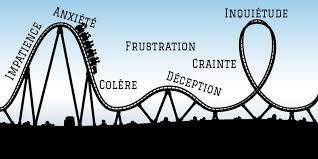 Impatience
Anxiété
Colère
Frustration
Déception
Crainte
Inquiétude